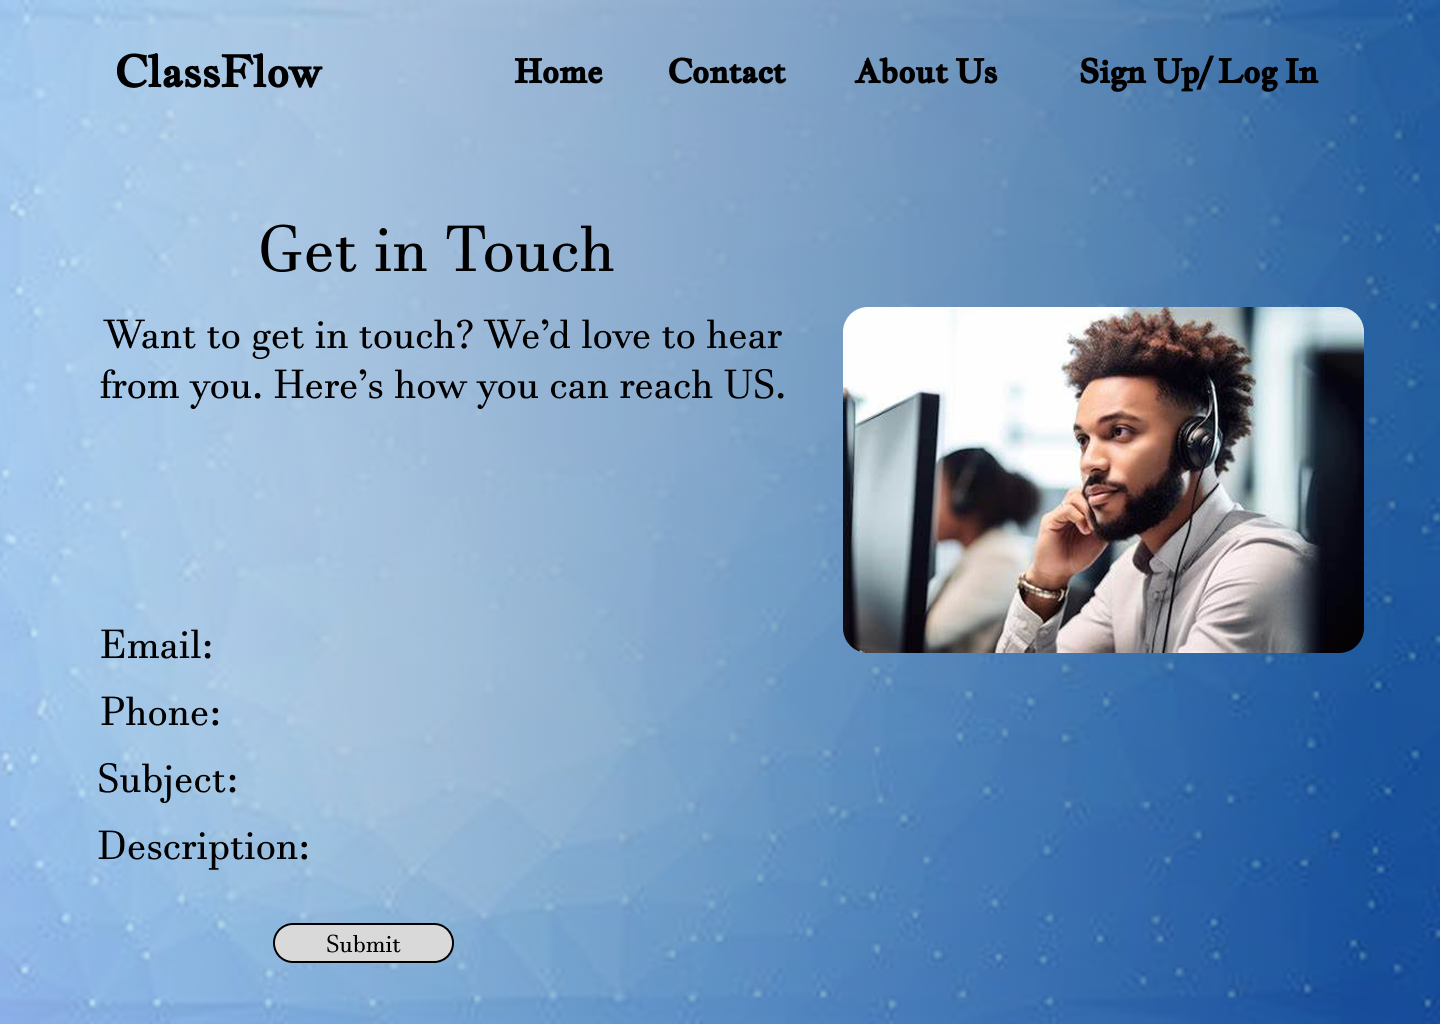 ClassFlow
Home Contact About Us Sign Up/ Log In
Get in Touch
Want to get in touch? We’d love to hear
from you. Here’s how you can reach US.
Email:
Phone:
Subject:
Description:
Submit